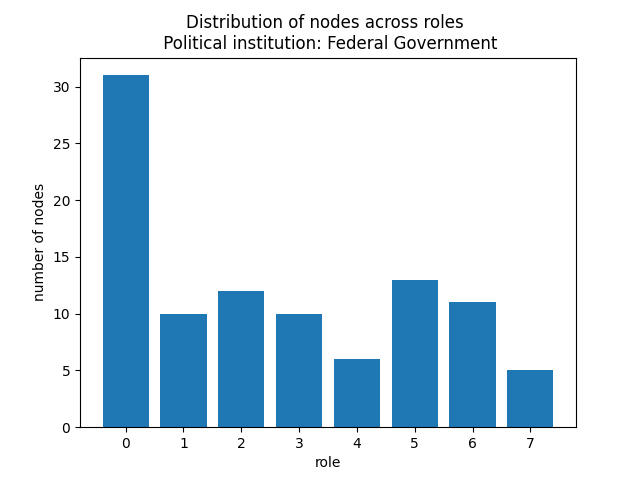 Distribution of nodes across roles
Political institution: Federal Government
number of nodes
30
25
20
15
10
5
0
0 1 2 3 4 5 6 7
role